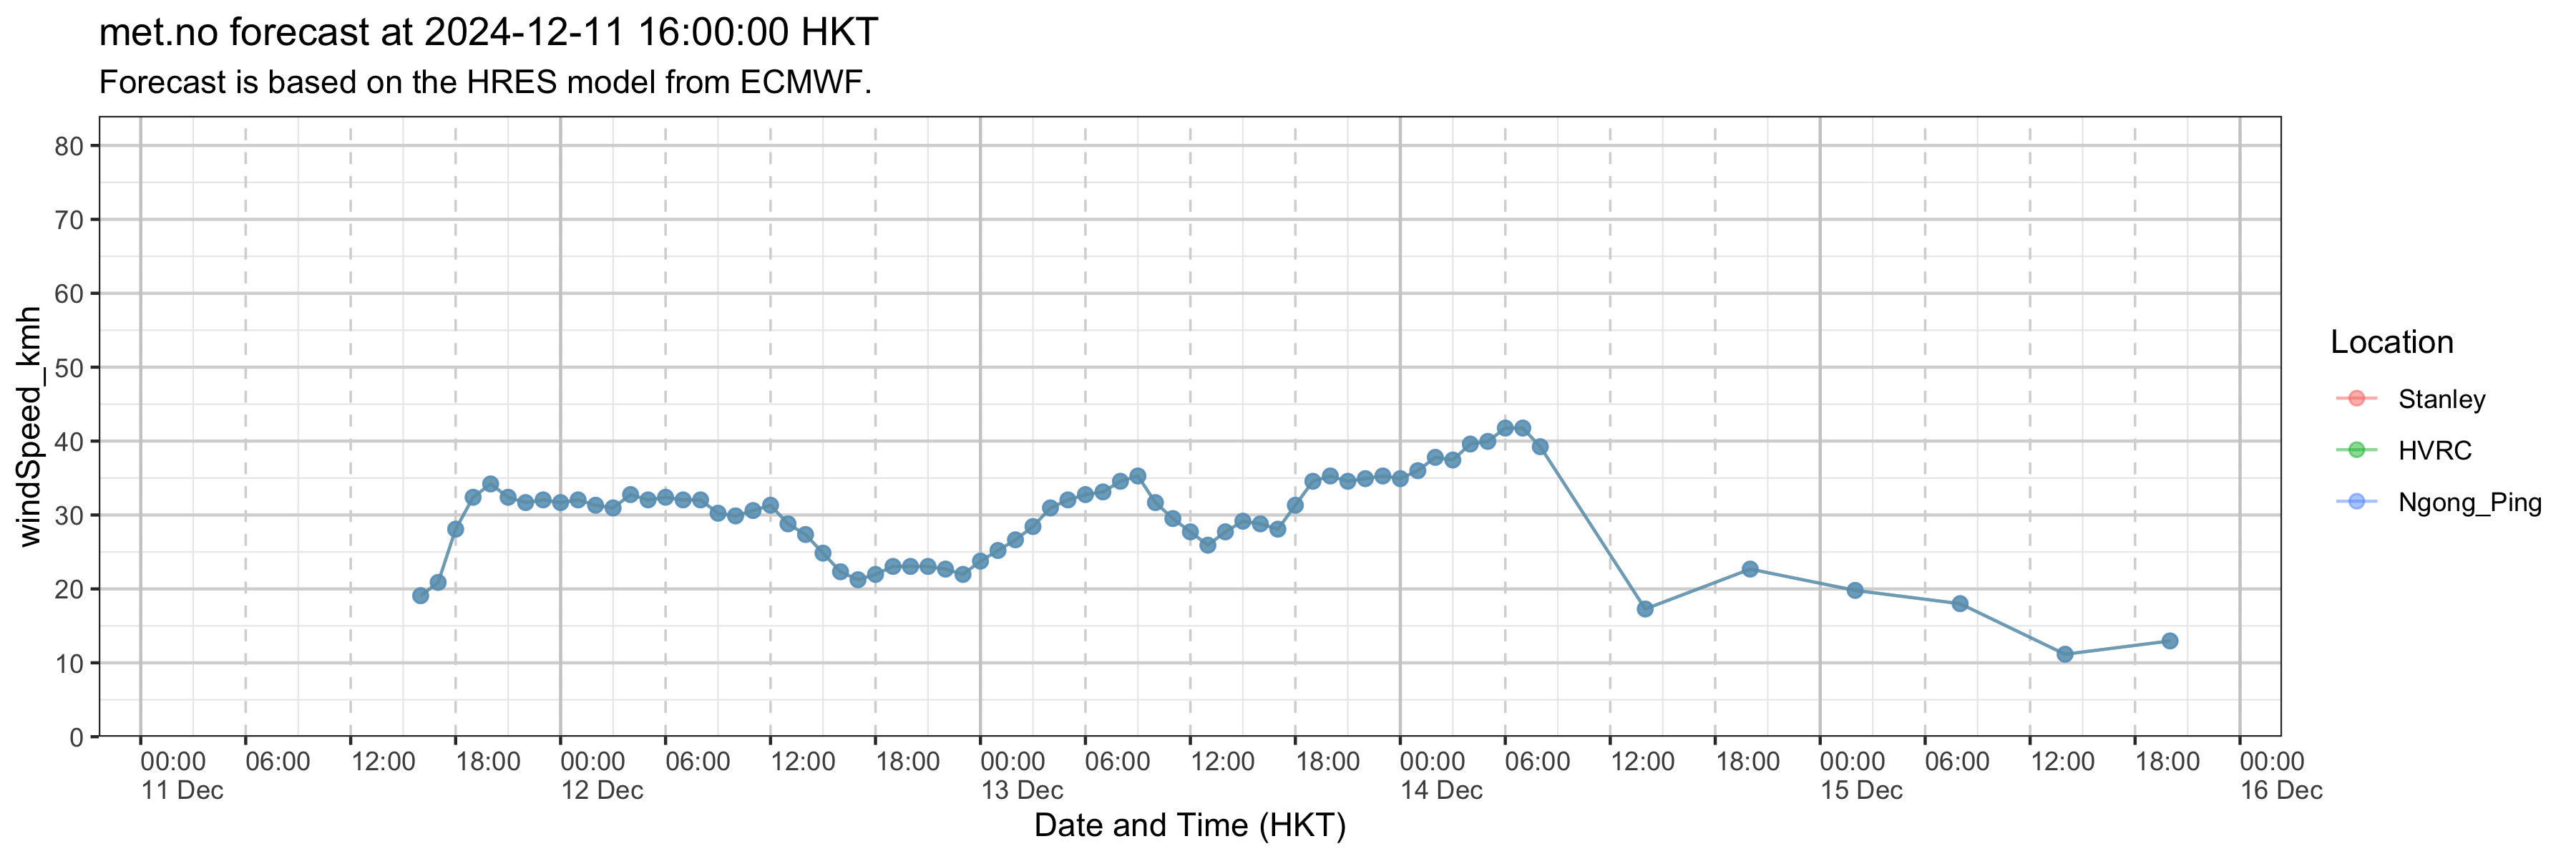 met.no forecast at 2024-12-11 16:00:00 HKT
Forecast is based on the HRES model from ECMWF.
windSpeed_kmh
80
70
60
50
40
30
20
10
0
00:00 06:00 12:00 18:00 00:00 06:00 12:00 18:00 00:00 06:00 12:00 18:00 00:00 06:00 12:00 18:00 00:00 06:00 12:00 18:00 00:00
11 Dec 12 Dec 13 Dec 14 Dec 15 Dec 16 Dec
Date and Time (HKT)
Location
Stanley
HVRC
Ngong_Ping